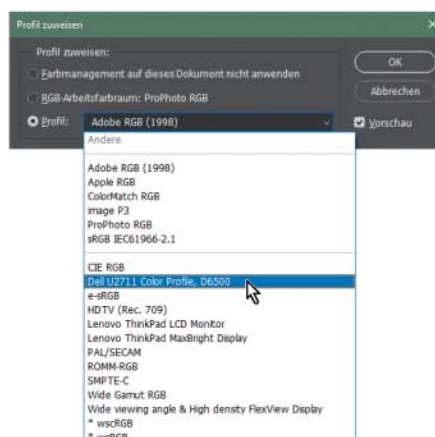 Profil zuweisen
Profil zuweisen:
Farbmanagement auf dieses Dokument nicht anwenden
RGB-Arbeitsfarbraum: ProPhoto RGB
Profil: Adobe RGB (1998)
OK
Abbrechen
Vorschau
Andere
Adobe RGB (1998)
Apple RGB
ColorMatch RGB
image P3
ProPhoto RGB
sRGB IEC61966-2.1
CIE RGB
Dell U2711 Color Profile, D6500
e-sRGB
HDTV (Rec. 709)
Lenovo ThinkPad LCD Monitor
Lenovo ThinkPad MaxBright Display
PAL/SECAM
ROMM-RGB
SMPTE-C
Wide Gamut RGB
Wide viewing angle & High density FlexView Display
* wscRGB